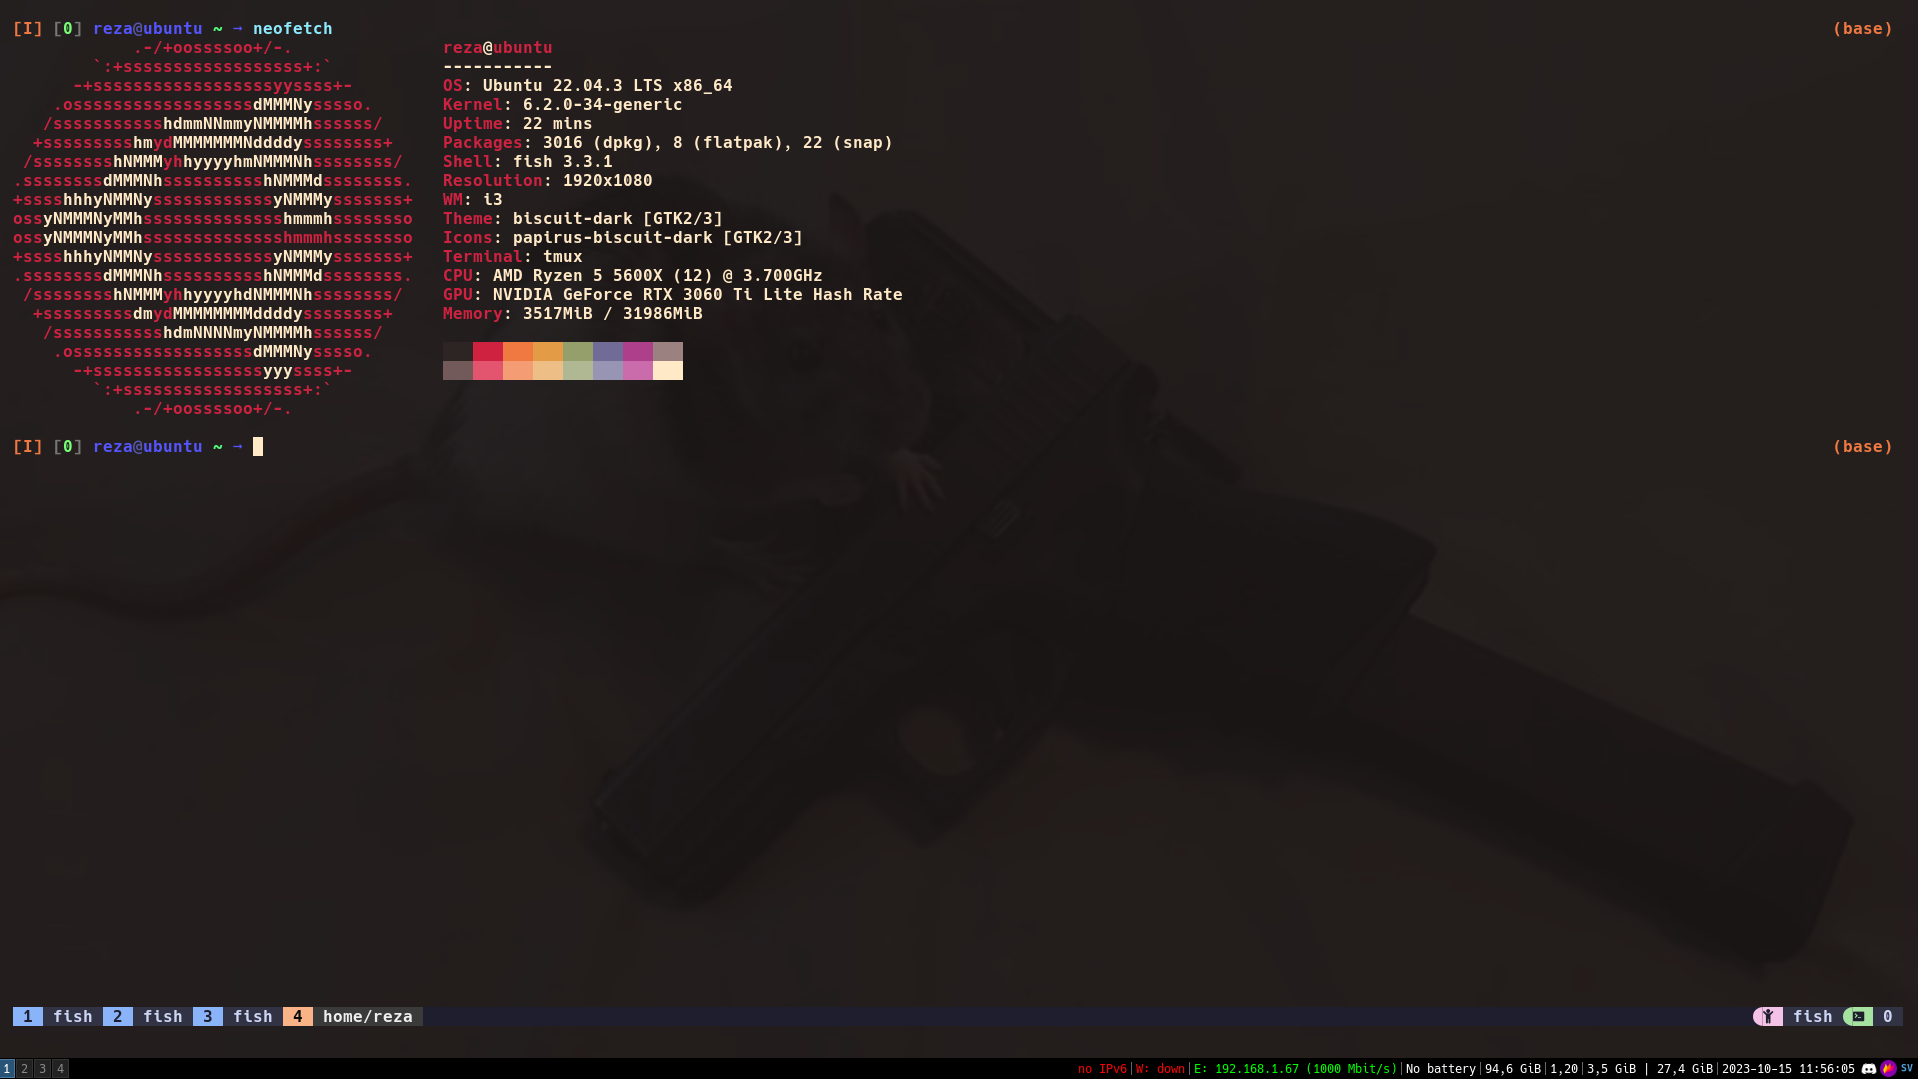 [I] [0] reza@ubuntu ~ → neofetch (base)
.-/+oossssoo+/-. reza@ubuntu
`:+ssssssssssssssssss+:` -----------
-+ssssssssssssssssssyyssss+- OS: Ubuntu 22.04.3 LTS x86_64
.ossssssssssssssssssdMMMNysssso. Kernel: 6.2.0-34-generic
/ssssssssssshdmmNNmmyNMMMMhssssss/ Uptime: 22 mins
+ssssssssshmydMMMMMMMNddddyssssssss+ Packages: 3016 (dpkg), 8 (flatpak), 22 (snap)
/sssssssshNMMMyhhyyyyhmNMMMNhssssssss/ Shell: fish 3.3.1
.ssssssssdMMMNhsssssssssshNMMMdssssssss. Resolution: 1920x1080
+sssshhhyNMMNyssssssssssssyNMMMysssssss+ WM: i3
ossyNMMMNyMMhsssssssssssssshmmmhssssssso Theme: biscuit-dark [GTK2/3]
ossyNMMMNyMMhsssssssssssssshmmmhssssssso Icons: papirus-biscuit-dark [GTK2/3]
+sssshhhyNMMNyssssssssssssyNMMMysssssss+ Terminal: tmux
.ssssssssdMMMNhsssssssssshNMMMdssssssss. CPU: AMD Ryzen 5 5600X (12) @ 3.700GHz
/sssssssshNMMMyhhyyyyhdNMMMNhssssssss/ GPU: NVIDIA GeForce RTX 3060 Ti Lite Hash Rate
+sssssssssdmydMMMMMMMMddddyssssssss+ Memory: 3517MiB / 31986MiB
/ssssssssssshdmNNNNmyNMMMMhssssss/
.ossssssssssssssssssdMMMNysssso.
-+sssssssssssssssssyyyssss+-
`:+ssssssssssssssssss+:`
.-/+oossssoo+/-.
[I] [0] reza@ubuntu ~ → (base)
1 fish 2 fish 3 fish 4 home/reza fish 0
1 2 3 4 no IPv6|W: down|E: 192.168.1.67 (1000 Mbit/s)|No battery|94,6 GiB|1,20|3,5 GiB | 27,4 GiB|2023-10-15 11:56:05 SV